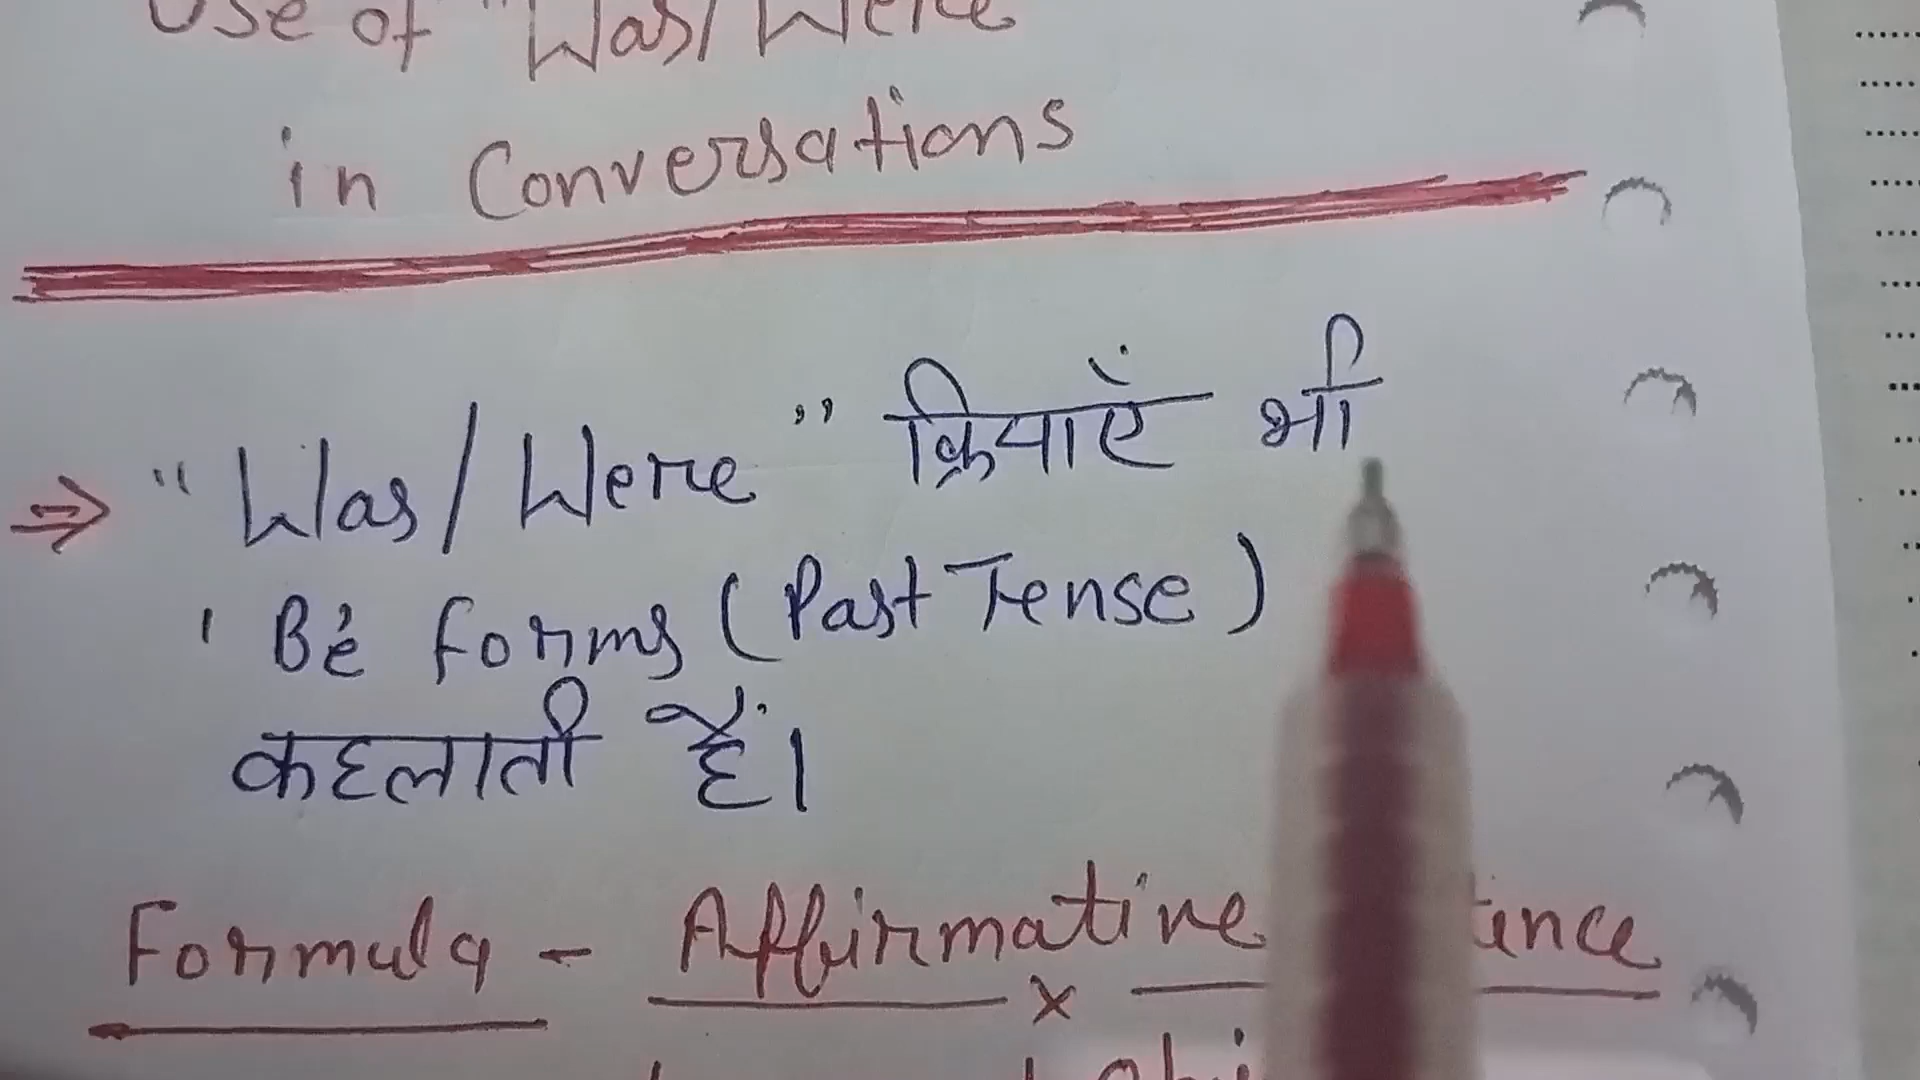 Use of "Was/Were
in Conversations
⇒ "Was/Were" क्रियाएं भी
'Be' forms (Past Tense)
कहलाती हैं।
Formula - Affirmative